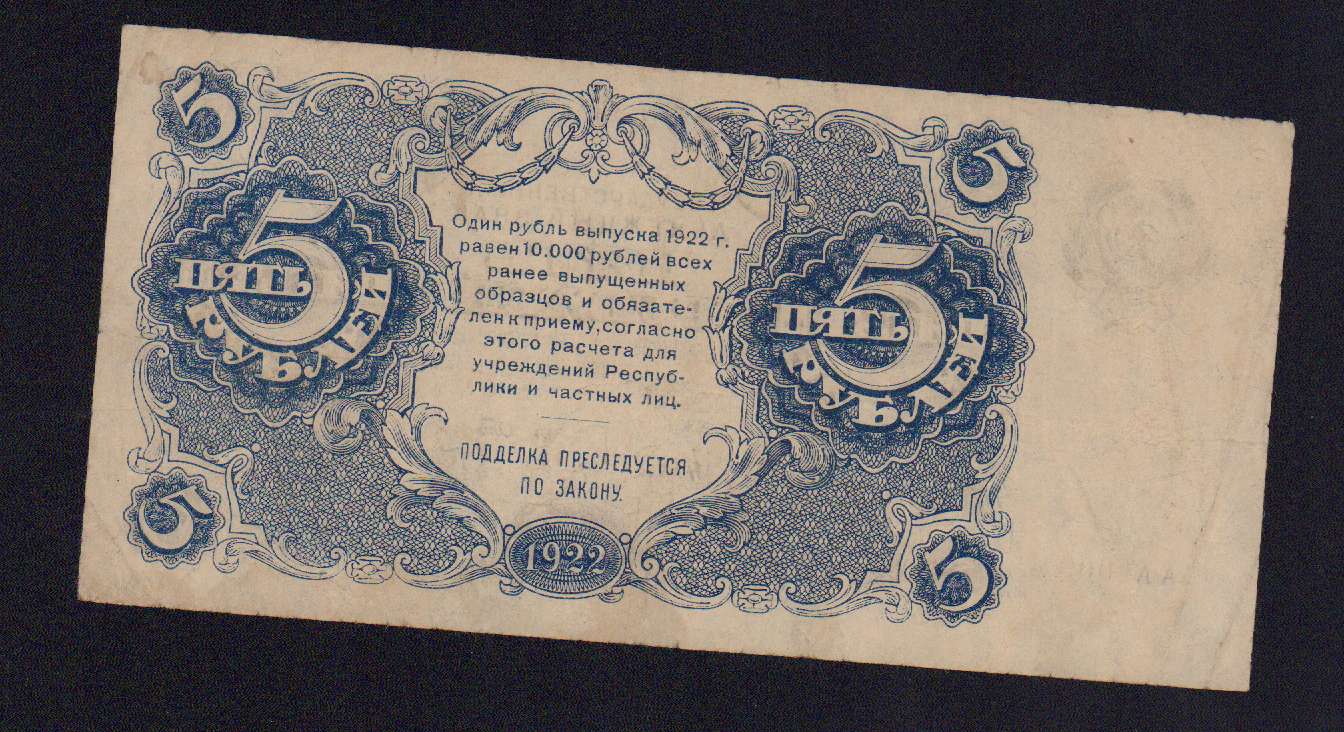 5
5
5 ПЯТЬ РУБЛЕЙ
5 ПЯТЬ РУБЛЕЙ
Один рубль выпуска 1922 г.
равен 10.000 рублей всех
ранее выпущенных
образцов и обязате-
лен к приему, согласно
этого расчета для
учреждений Респуб-
лики и частных лиц.
ПОДДЕЛКА ПРЕСЛЕДУЕТСЯ
ПО ЗАКОНУ.
5
1922
5